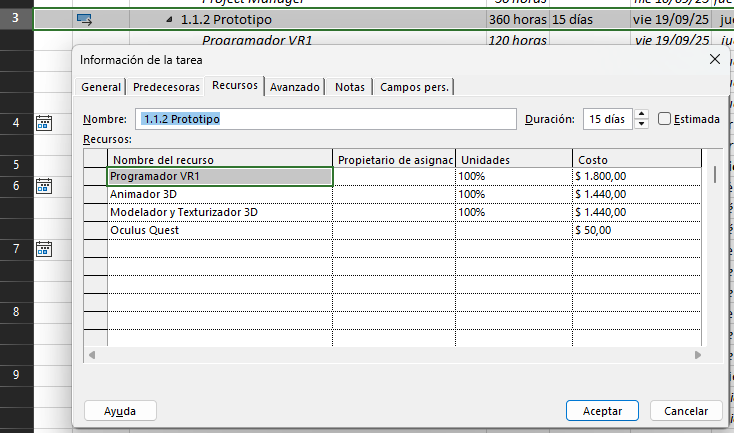 Project Manager
3 1.1.2 Prototipo 360 horas 15 días vie 19/09/25
Programador VR1 120 horas vie 19/09/25
Información de la tarea
General Predecesoras Recursos Avanzado Notas Campos pers.
4
Nombre: 1.1.2 Prototipo Duración: 15 días Estimada
Recursos:
Nombre del recurso Propietario de asignac Unidades Costo
5
Programador VR1 100% $ 1.800,00
6
Animador 3D 100% $ 1.440,00
Modelador y Texturizador 3D 100% $ 1.440,00
Oculus Quest $ 50,00
7
8
9
Ayuda Aceptar Cancelar